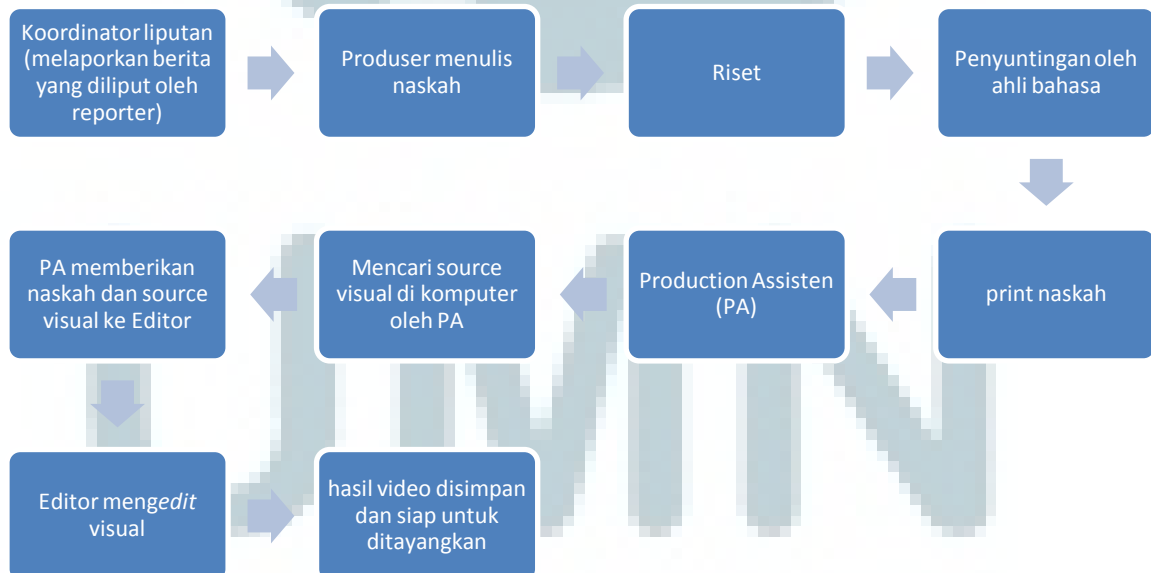 Koordinator liputan
(melaporkan berita
yang diliput oleh
reporter)
Produser menulis
naskah
Riset
Penyuntingan oleh
ahli bahasa
print naskah
Production Assisten
(PA)
Mencari source
visual di komputer
oleh PA
PA memberikan
naskah dan source
visual ke Editor
Editor mengedit
visual
hasil video disimpan
dan siap untuk
ditayangkan
UMN